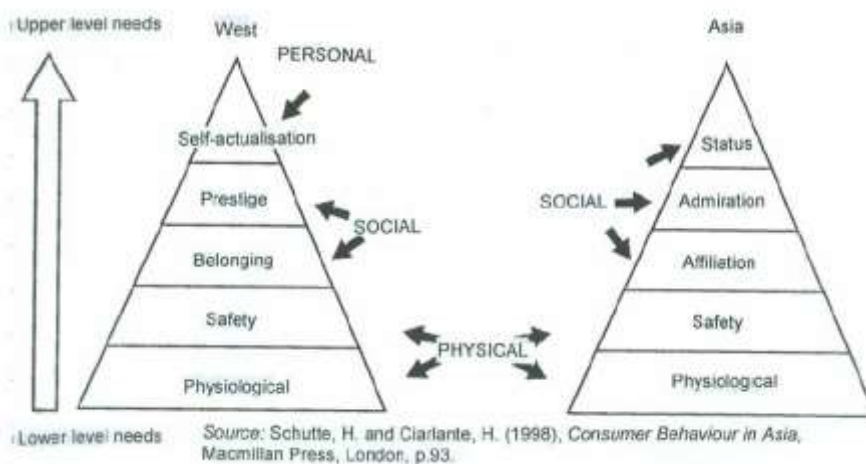 Upper level needs
West
Asia
PERSONAL
Self-actualisation
Status
Prestige
SOCIAL
SOCIAL
Admiration
Belonging
Affiliation
Safety
Safety
PHYSICAL
Physiological
Physiological
Lower level needs
Source: Schutte, H. and Ciarlante, H. (1998), Consumer Behaviour in Asia,
Macmillan Press, London, p.93.